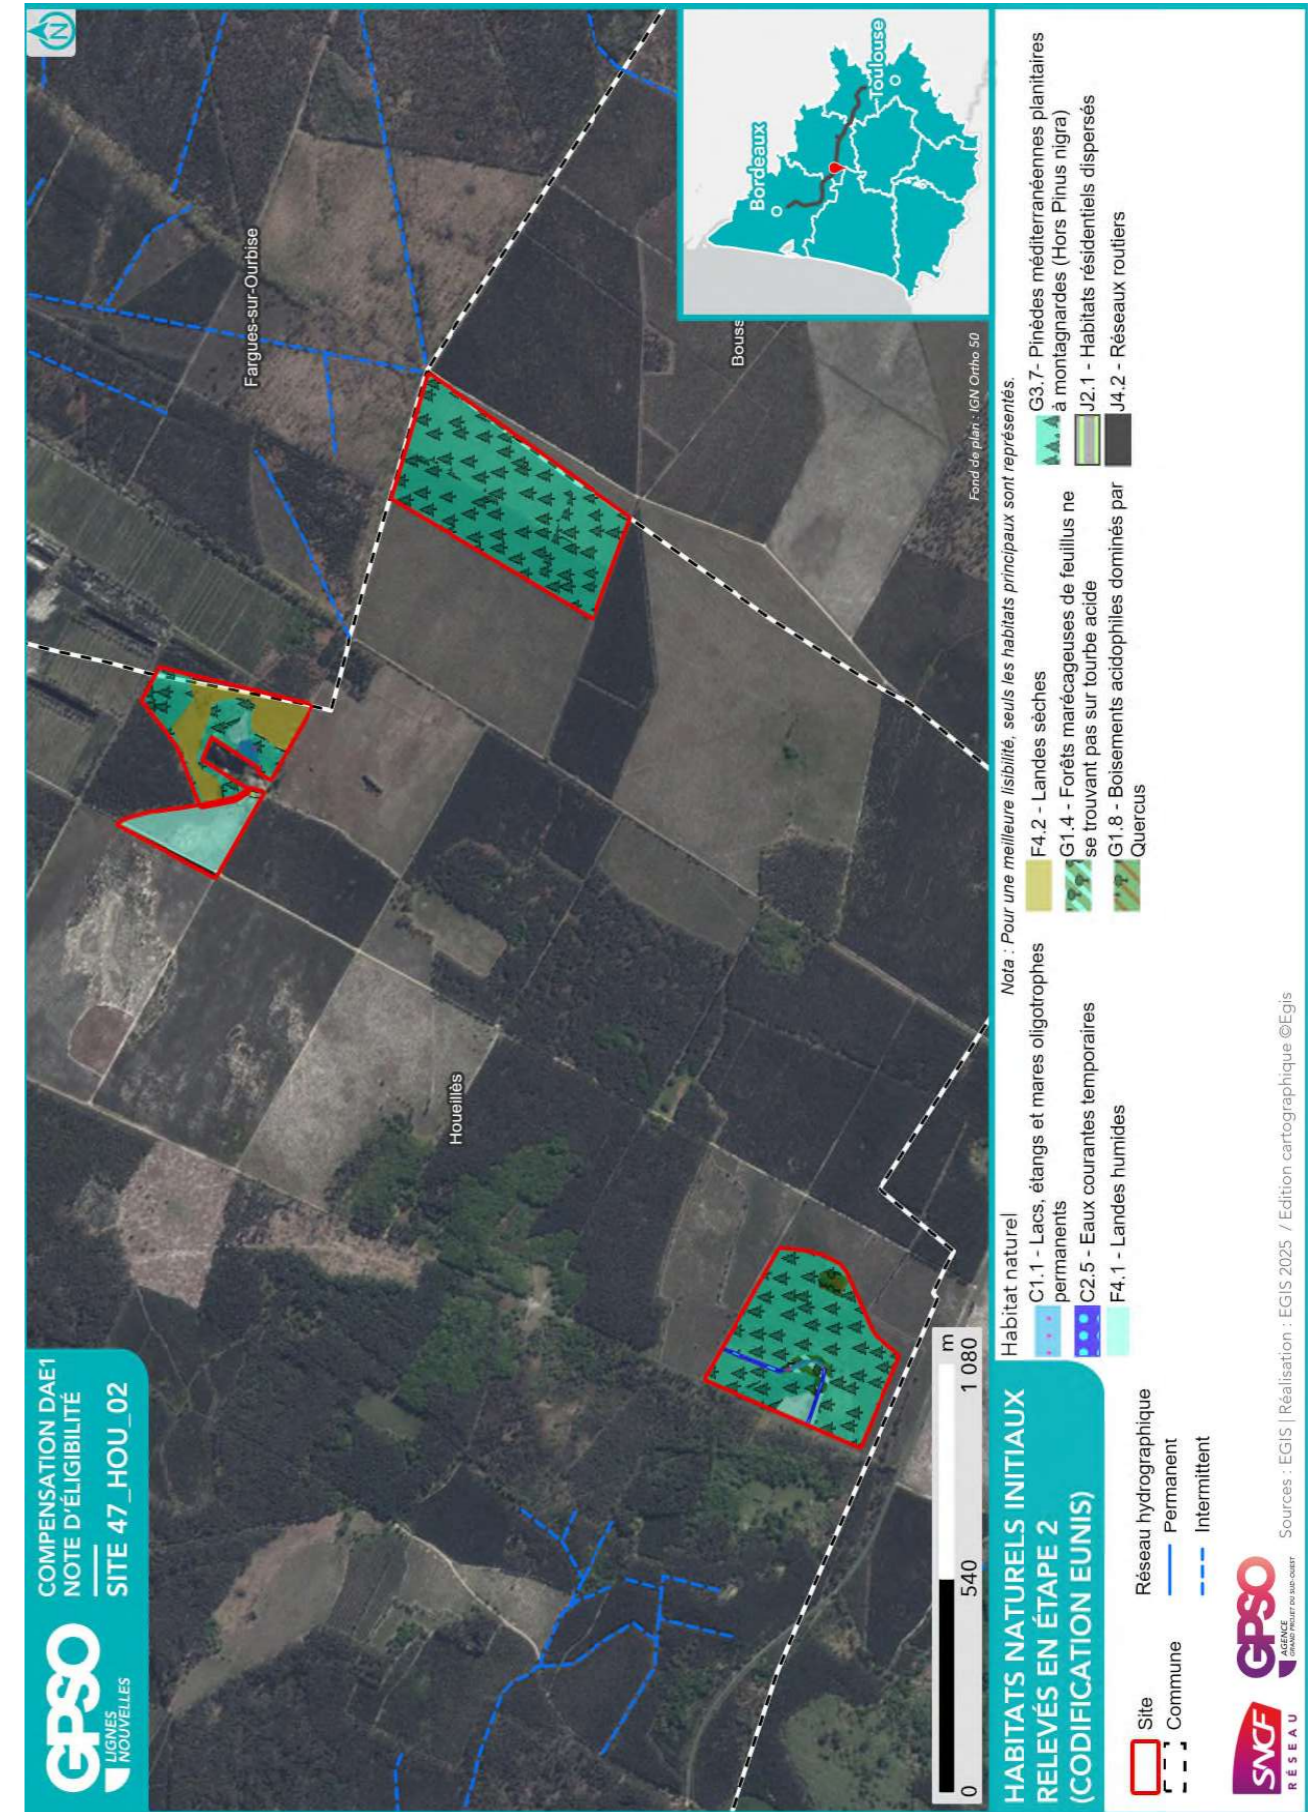 GPSO
LIGNES
NOUVELLES
COMPENSATION DAE1
NOTE D'ÉLIGIBILITÉ
SITE 47_HOU_02
N
Fargues-sur-Ourbise
Houeillès
Bouss
Bordeaux
Toulouse
Fond de plan : IGN Ortho 50
0
540
1 080
m
HABITATS NATURELS INITIAUX
RELEVÉS EN ÉTAPE 2
(CODIFICATION EUNIS)
Site
Commune
Réseau hydrographique
Permanent
Intermittent
Nota : Pour une meilleure lisibilité, seuls les habitats principaux sont représentés.
Habitat naturel
C1.1 - Lacs, étangs et mares oligotrophes
permanents
C2.5 - Eaux courantes temporaires
F4.1 - Landes humides
F4.2 - Landes sèches
G1.4 - Forêts marécageuses de feuillus ne
se trouvant pas sur tourbe acide
G1.8 - Boisements acidophiles dominés par
Quercus
G3.7- Pinèdes méditerranéennes planitaires
à montagnardes (Hors Pinus nigra)
J2.1 - Habitats résidentiels dispersés
J4.2 - Réseaux routiers
SNCF
RÉSEAU
GPSO
AGENCE
GRAND PROJET DU SUD-OUEST
Sources : EGIS | Réalisation : EGIS 2025 / Edition cartographique ©Egis